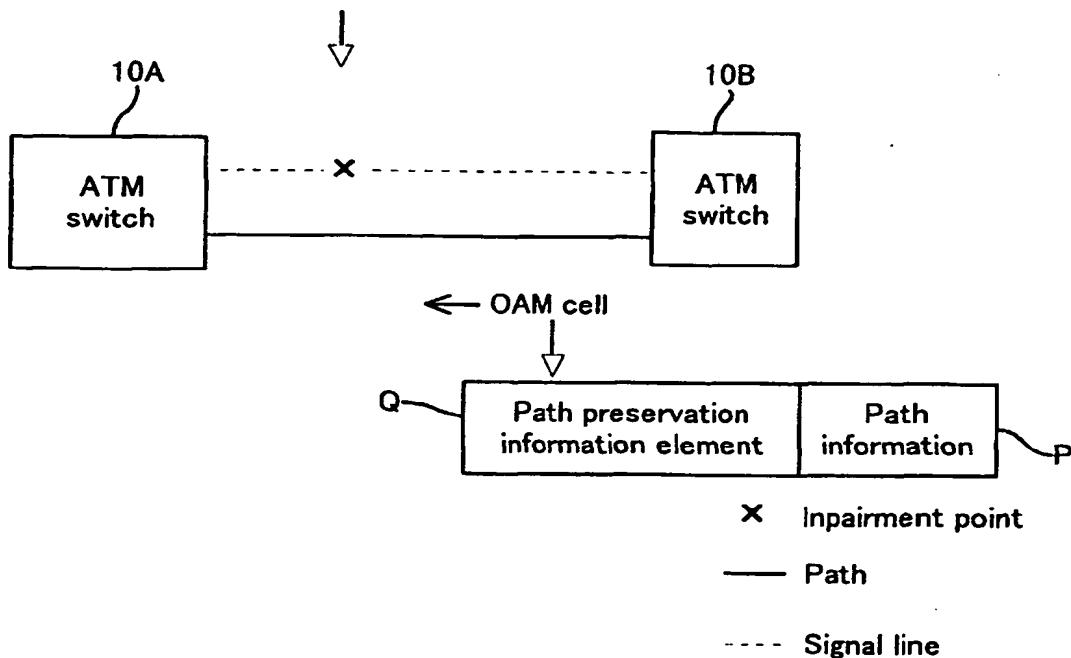 10A
10B
ATM
switch
ATM
switch
OAM cell
Q
Path preservation
information element
Path
information
P
Inpairment point
Path
Signal line